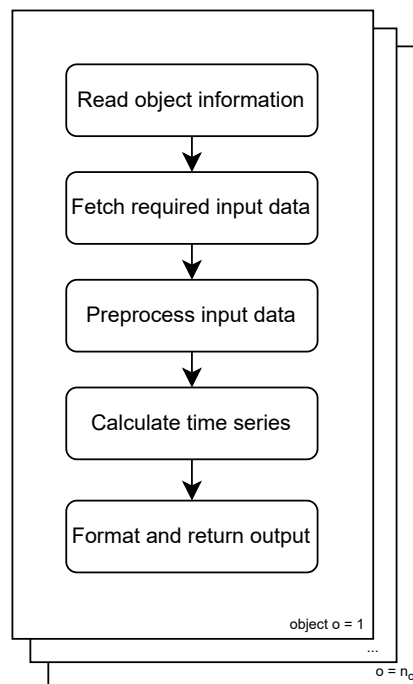 Read object information
Fetch required input data
Preprocess input data
Calculate time series
Format and return output
object o = 1
...
o = n_o